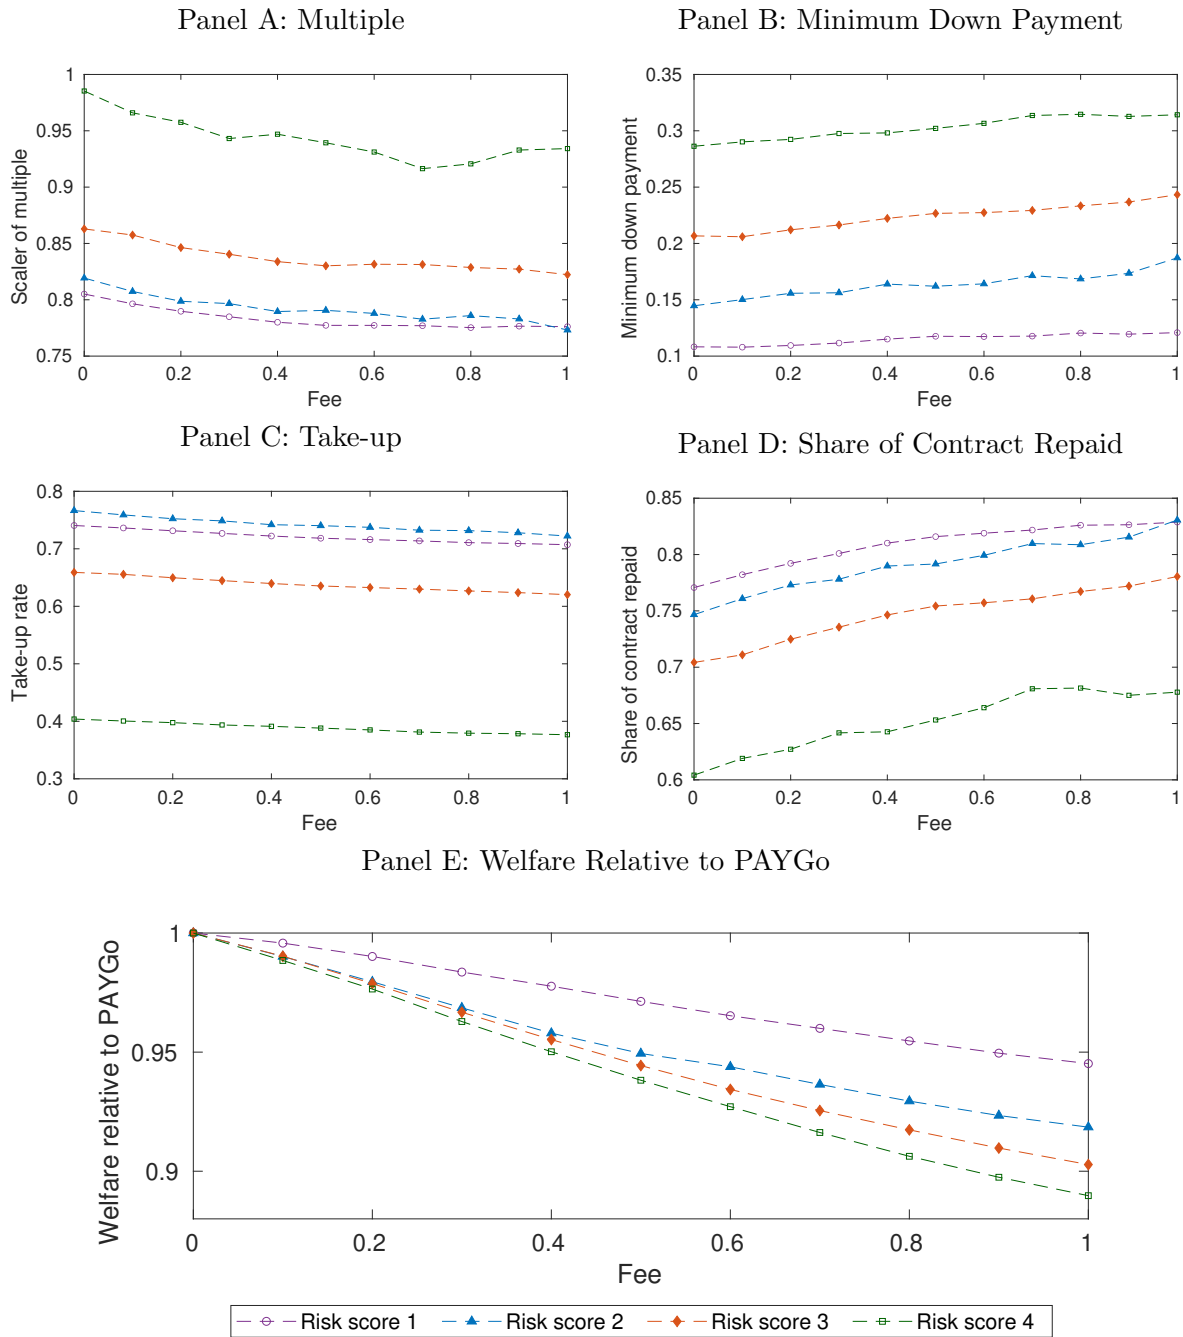 Panel A: Multiple
Panel B: Minimum Down Payment
1
0.95
0.9
0.85
0.8
0.75
Scaler of multiple
0 0.2 0.4 0.6 0.8 1
Fee
0.35
0.3
0.25
0.2
0.15
0.1
Minimum down payment
0 0.2 0.4 0.6 0.8 1
Fee
Panel C: Take-up
Panel D: Share of Contract Repaid
0.8
0.7
0.6
0.5
0.4
0.3
Take-up rate
0 0.2 0.4 0.6 0.8 1
Fee
0.85
0.8
0.75
0.7
0.65
0.6
Share of contract repaid
0 0.2 0.4 0.6 0.8 1
Fee
Panel E: Welfare Relative to PAYGo
1
0.95
0.9
Welfare relative to PAYGo
0 0.2 0.4 0.6 0.8 1
Fee
Risk score 1 Risk score 2 Risk score 3 Risk score 4